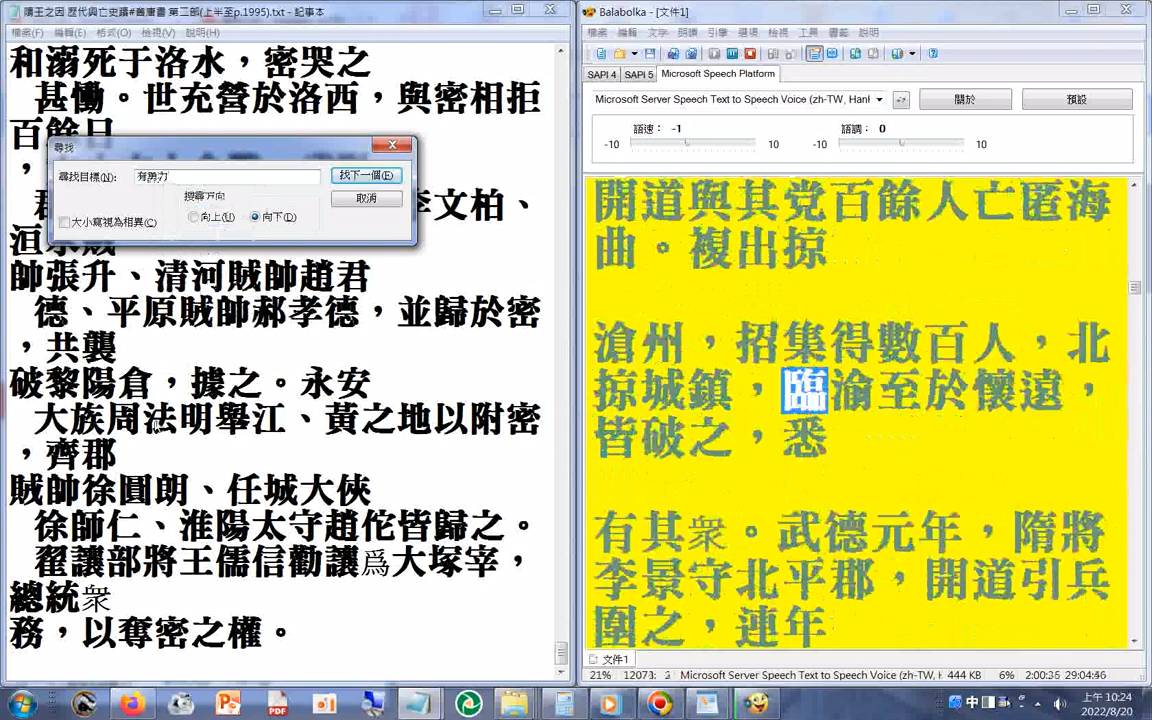 隋王之因 歷代興亡史蹟#舊唐書 第二部(上半至p.1995).txt - 記事本
檔案(F) 編輯(E) 格式(O) 檢視(V) 說明(H)
和溺死于洛水，密哭之
甚慟。世充營於洛西，與密相拒
百餘日
尋找
尋找目標(N): 有勇力 找下一個(F)
搜尋方向 取消
大小寫視為相異(C) 向上(U) 向下(D)
李文柏、
帥張升、清河賊帥趙君
德、平原賊帥郝孝德，並歸於密
，共襲
破黎陽倉，據之。永安
大族周法明舉江、黃之地以附密
，齊郡
賊帥徐圓朗、任城大俠
徐師仁、淮陽太守趙佗皆歸之。
翟讓部將王儒信勸讓爲大塚宰，
總統衆
務，以奪密之權。
Balabolka - [文件1]
檔案 編輯 文字 朗讀 引擎 選項 檢視 工具 書籤 說明
SAPI 4 SAPI 5 Microsoft Speech Platform
Microsoft Server Speech Text to Speech Voice (zh-TW, Hanl 關於 預設
語速： -1 語調： 0
-10 10 -10 10
開道與其党百餘人亡匿海
曲。複出掠
滄州，招集得數百人，北
掠城鎮，臨渝至於懷遠，
皆破之，悉
有其衆。武德元年，隋將
李景守北平郡，開道引兵
圍之，連年
文件1
21% 12073: 2 Microsoft Server Speech Text to Speech Voice (zh-TW, Hanl 444 KB 6% 2:00:35 29:04:46
中
上午 10:24
2022/8/20